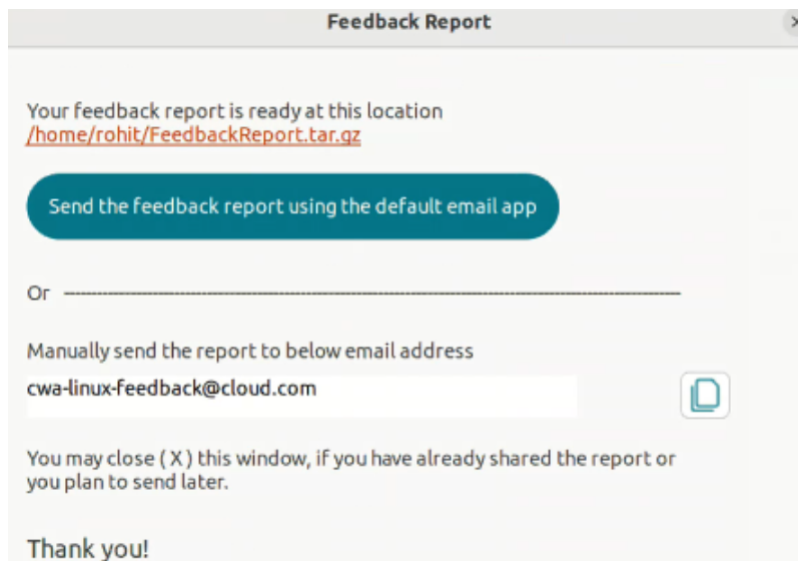 Feedback Report
Your feedback report is ready at this location
/home/rohit/FeedbackReport.tar.gz
Send the feedback report using the default email app
Or
Manually send the report to below email address
cwa-linux-feedback@cloud.com
You may close ( X ) this window, if you have already shared the report or
you plan to send later.
Thank you!